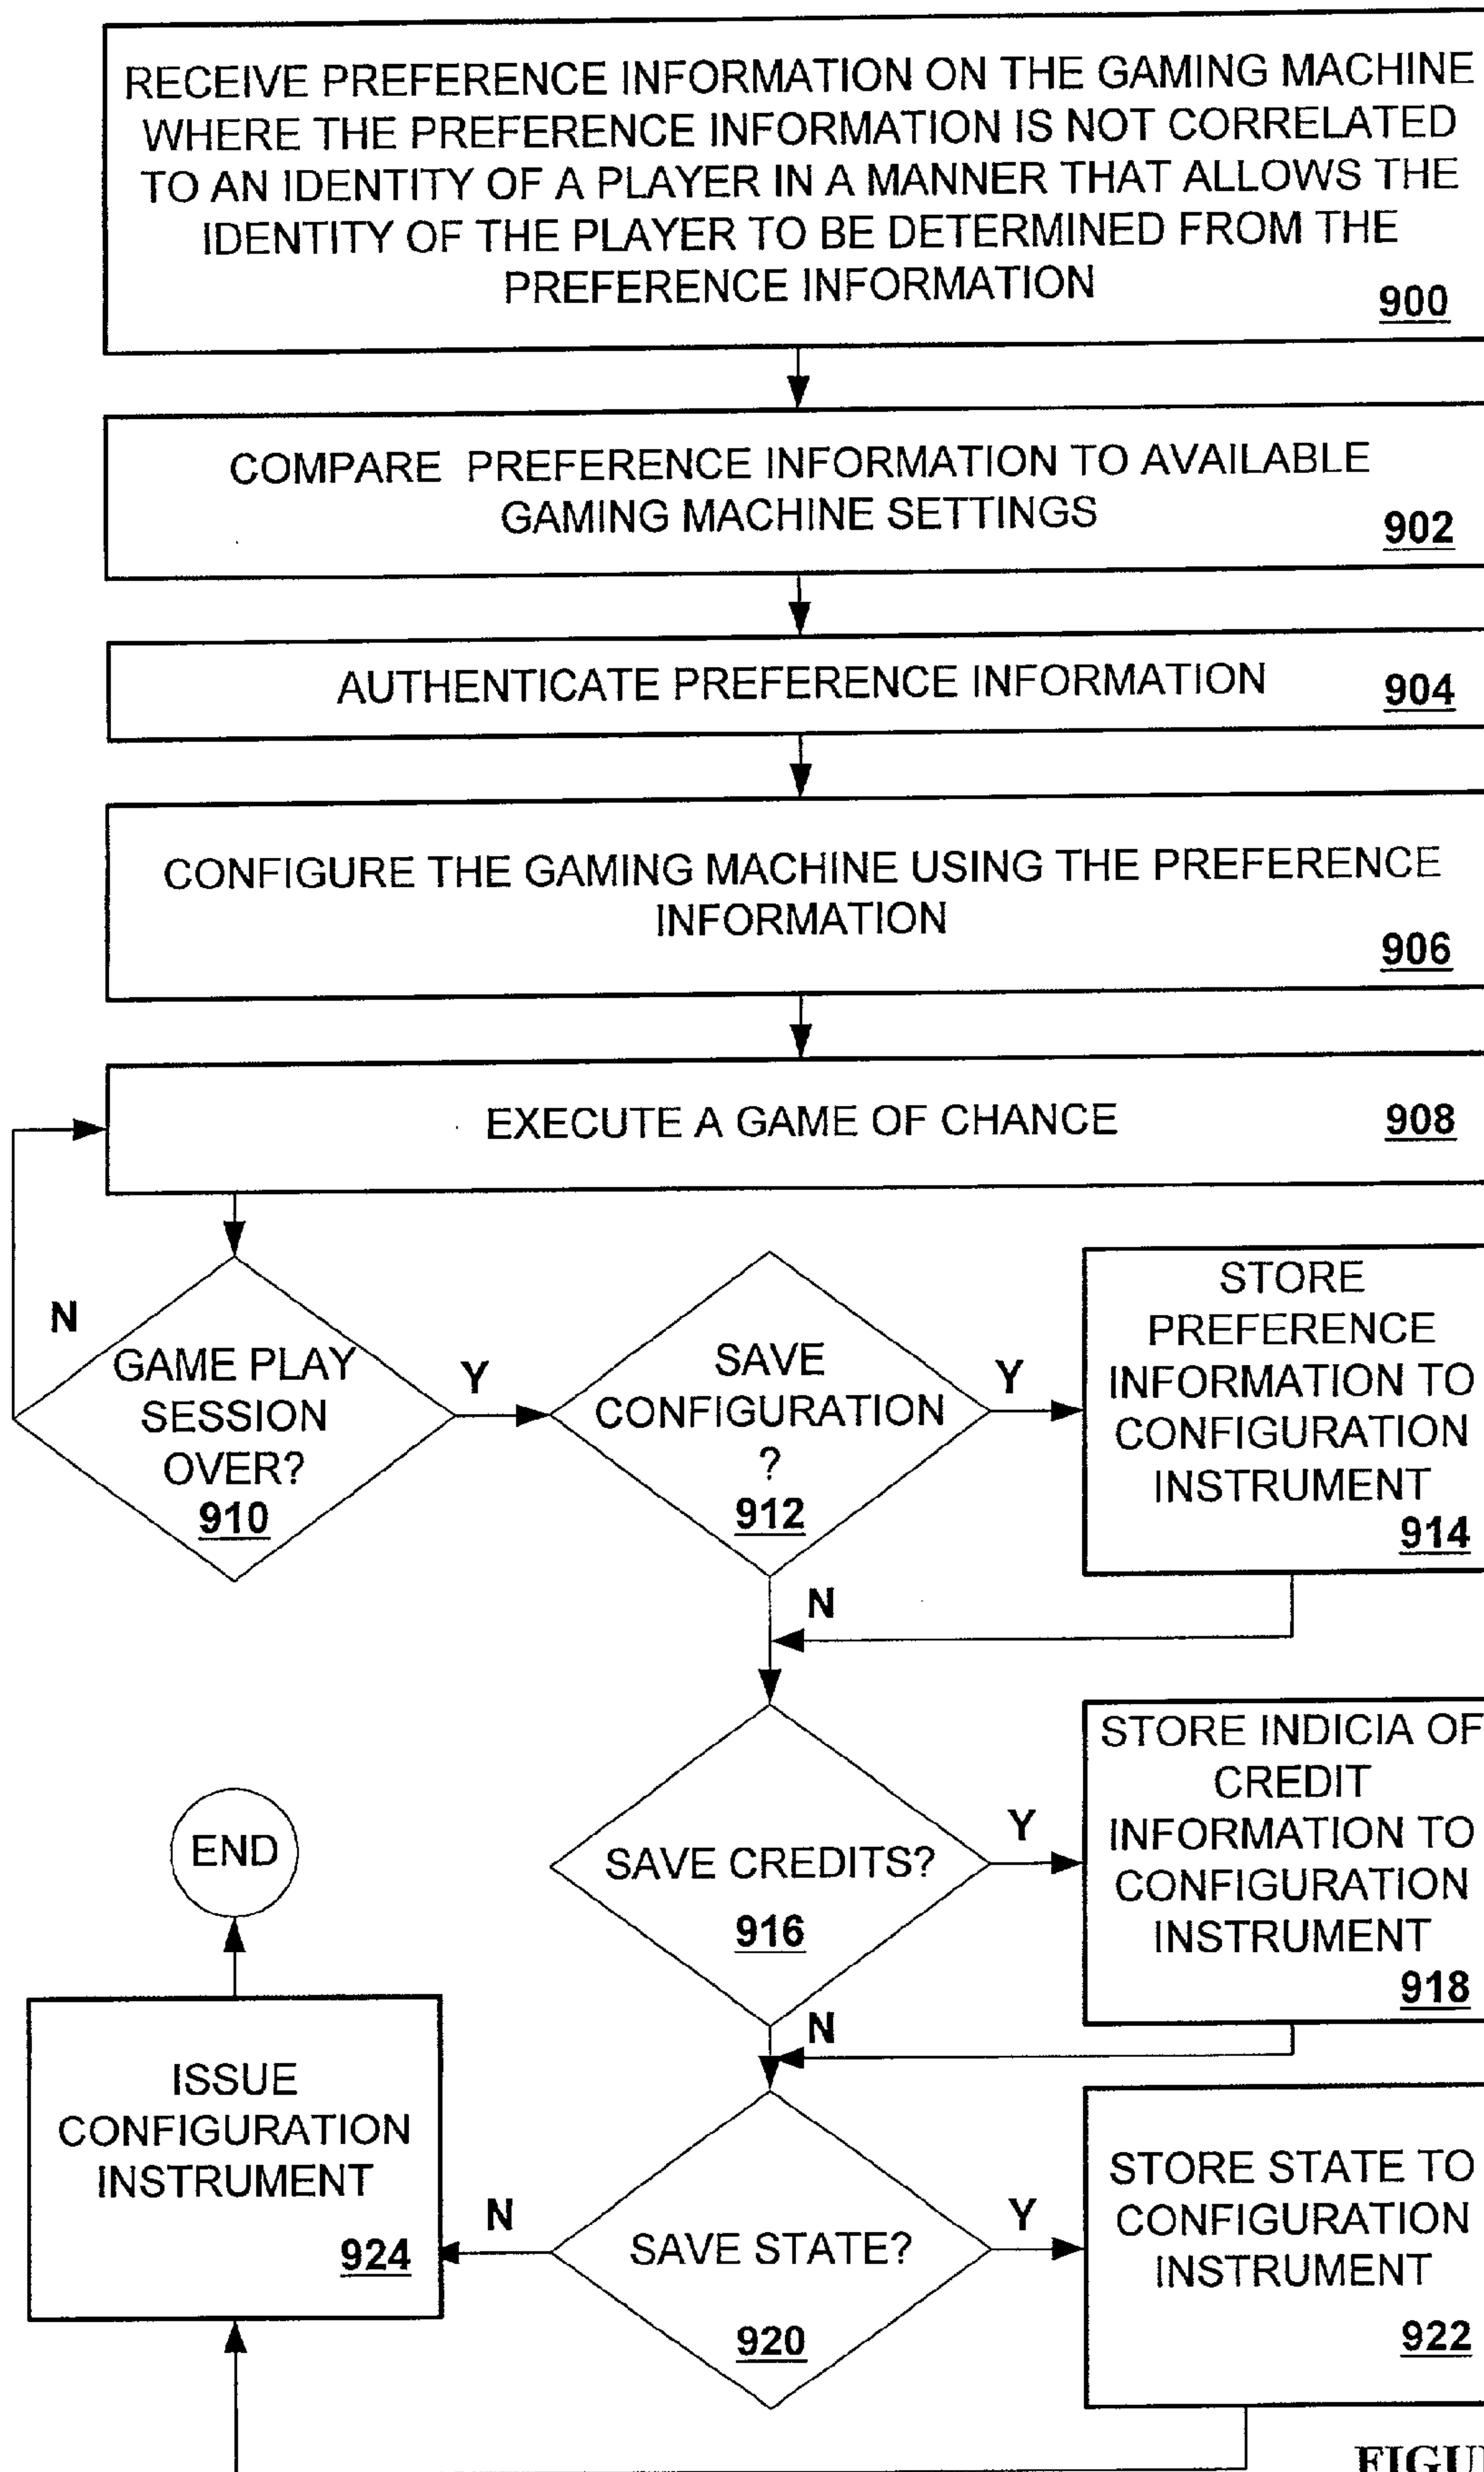 RECEIVE PREFERENCE INFORMATION ON THE GAMING MACHINE
WHERE THE PREFERENCE INFORMATION IS NOT CORRELATED
TO AN IDENTITY OF A PLAYER IN A MANNER THAT ALLOWS THE
IDENTITY OF THE PLAYER TO BE DETERMINED FROM THE
PREFERENCE INFORMATION
900
COMPARE PREFERENCE INFORMATION TO AVAILABLE
GAMING MACHINE SETTINGS
902
AUTHENTICATE PREFERENCE INFORMATION
904
CONFIGURE THE GAMING MACHINE USING THE PREFERENCE
INFORMATION
906
EXECUTE A GAME OF CHANCE
908
N
GAME PLAY
SESSION
OVER?
910
Y
SAVE
CONFIGURATION
?
912
Y
STORE
PREFERENCE
INFORMATION TO
CONFIGURATION
INSTRUMENT
914
N
SAVE CREDITS?
916
Y
STORE INDICIA OF
CREDIT
INFORMATION TO
CONFIGURATION
INSTRUMENT
918
N
SAVE STATE?
920
Y
STORE STATE TO
CONFIGURATION
INSTRUMENT
922
N
ISSUE
CONFIGURATION
INSTRUMENT
924
END